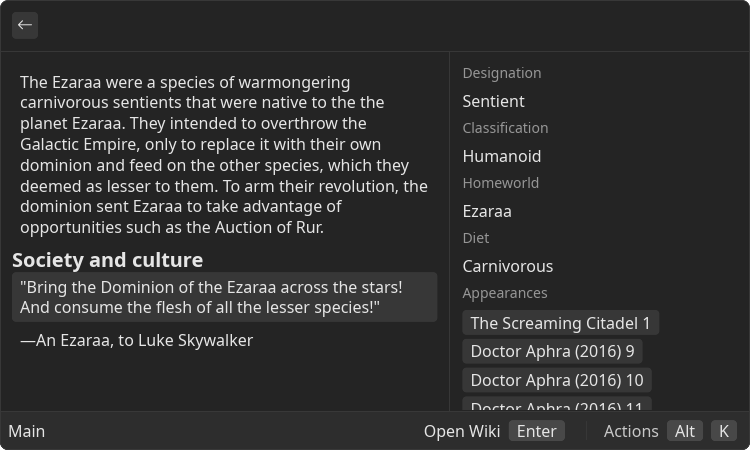 The Ezaraa were a species of warmongering
carnivorous sentients that were native to the the
planet Ezaraa. They intended to overthrow the
Galactic Empire, only to replace it with their own
dominion and feed on the other species, which they
deemed as lesser to them. To arm their revolution, the
dominion sent Ezaraa to take advantage of
opportunities such as the Auction of Rur.
Society and culture
"Bring the Dominion of the Ezaraa across the stars!
And consume the flesh of all the lesser species!"
—An Ezaraa, to Luke Skywalker
Designation
Sentient
Classification
Humanoid
Homeworld
Ezaraa
Diet
Carnivorous
Appearances
The Screaming Citadel 1
Doctor Aphra (2016) 9
Doctor Aphra (2016) 10
Doctor Aphra (2016) 11
Main
Open Wiki Enter
Actions Alt K